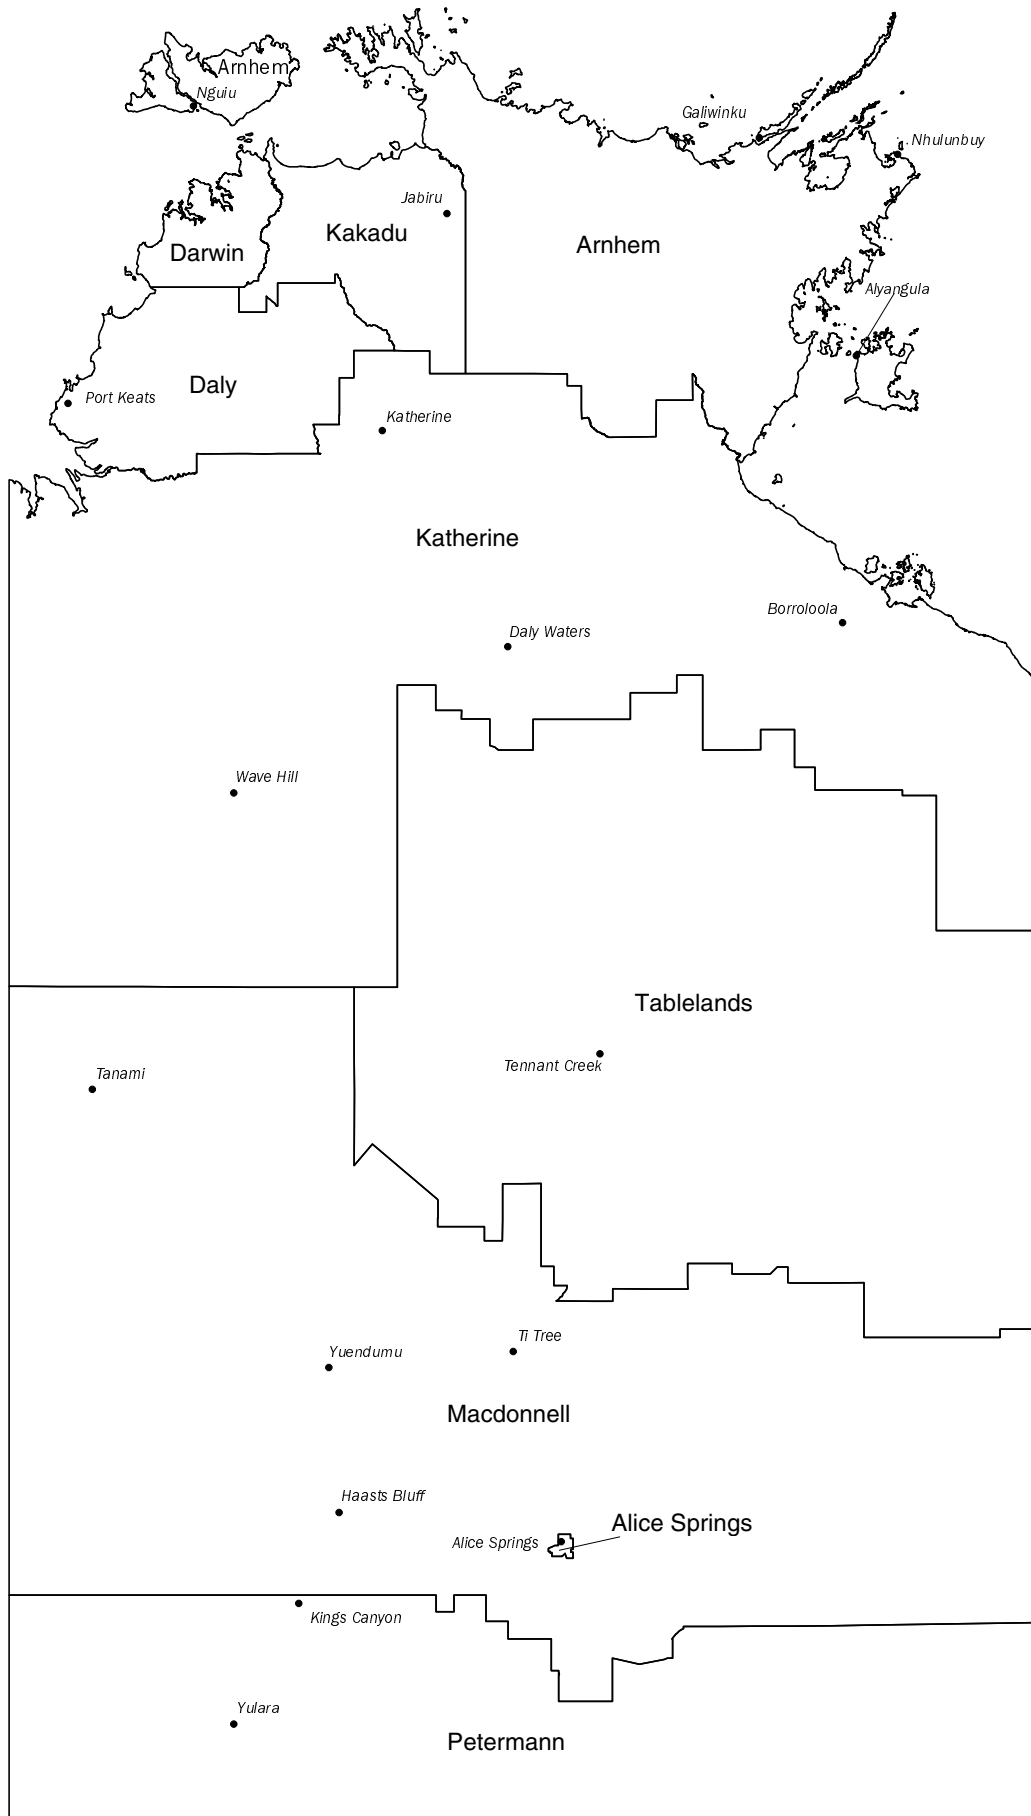 Arnhem
Nguiu
Galiwinku
Nhulunbuy
Jabiru
Kakadu
Darwin
Arnhem
Alyangula
Daly
Port Keats
Katherine
Katherine
Borroloola
Daly Waters
Wave Hill
Tablelands
Tennant Creek
Tanami
Ti Tree
Yuendumu
Macdonnell
Haasts Bluff
Alice Springs
Alice Springs
Kings Canyon
Yulara
Petermann